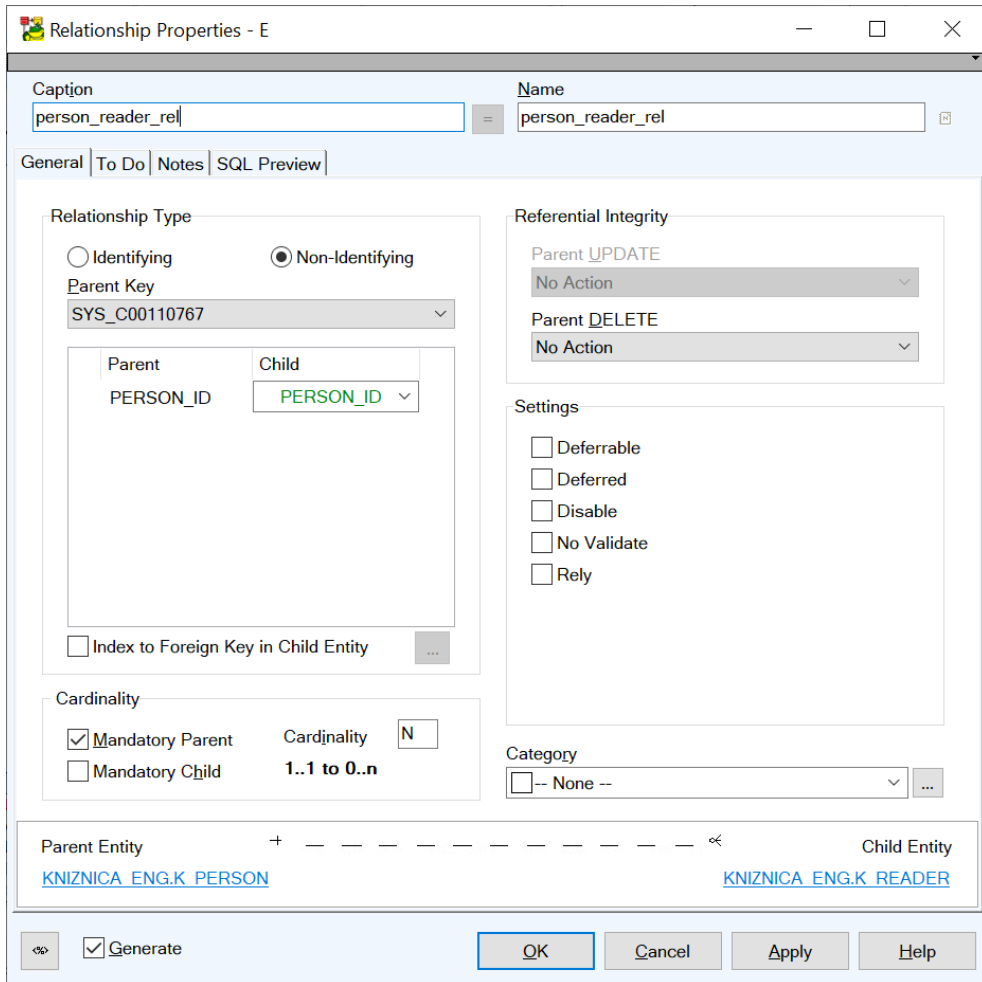 Relationship Properties - E
Caption
Name
person_reader_rel
=
person_reader_rel
General
To Do
Notes
SQL Preview
Relationship Type
Identifying
Non-Identifying
Parent Key
SYS_C00110767
Parent Child
PERSON_ID PERSON_ID
Index to Foreign Key in Child Entity
...
Cardinality
Mandatory Parent
Cardinality
N
Mandatory Child
1..1 to 0..n
Referential Integrity
Parent UPDATE
No Action
Parent DELETE
No Action
Settings
Deferrable
Deferred
Disable
No Validate
Rely
Category
-- None --
...
Parent Entity
Child Entity
KNIZNICA_ENG.K_PERSON
KNIZNICA_ENG.K_READER
<%>
Generate
OK
Cancel
Apply
Help